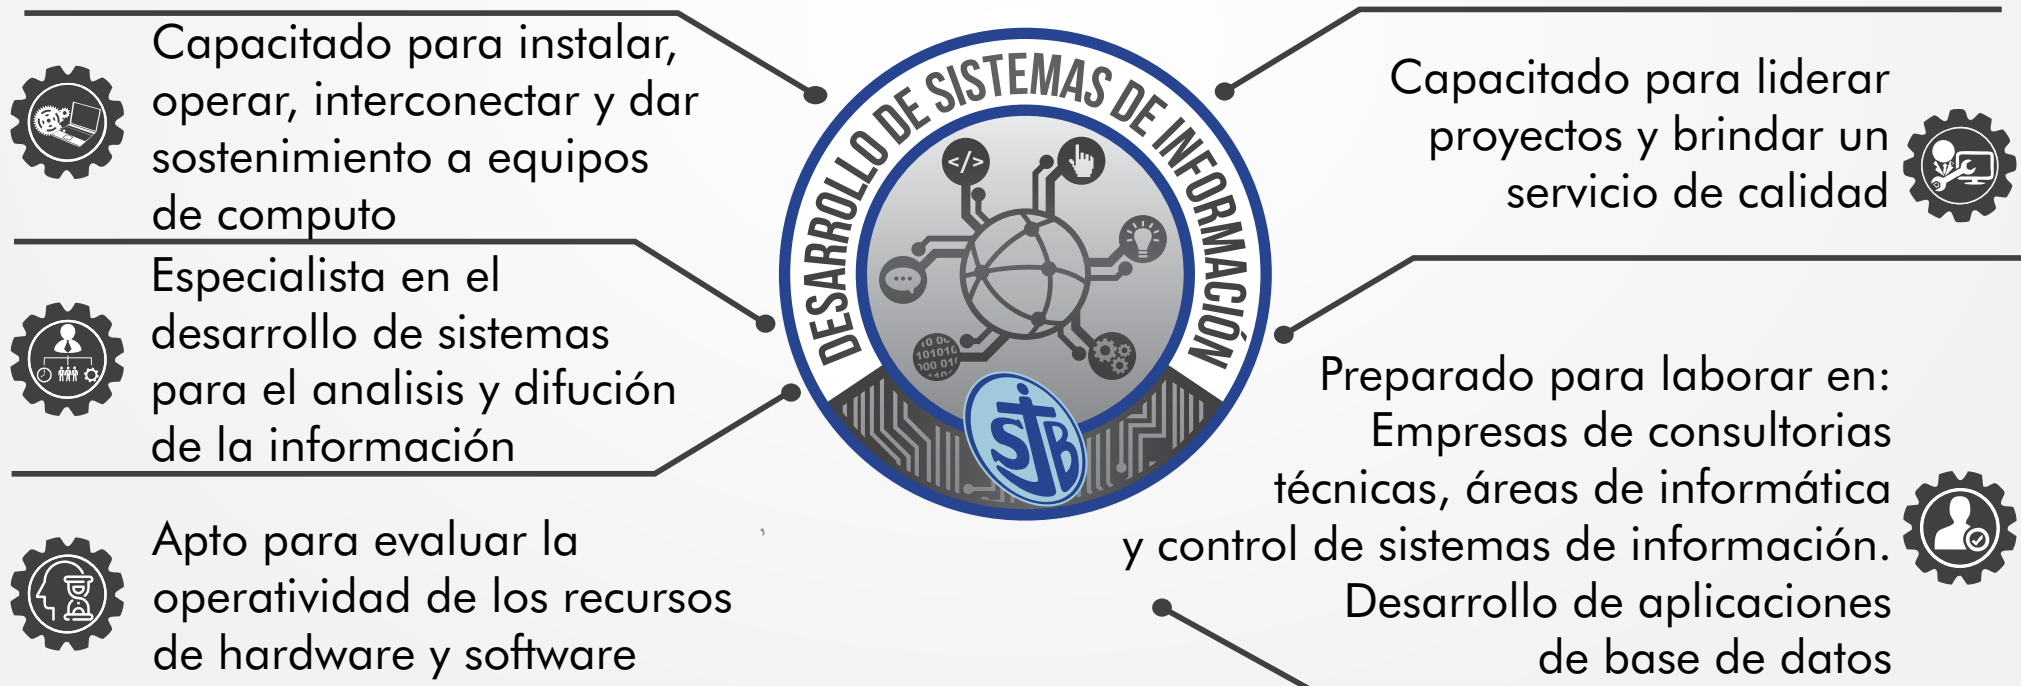 Capacitado para instalar,
operar, interconectar y dar
sostenimiento a equipos
de computo
Especialista en el
desarrollo de sistemas
para el analisis y difución
de la información
Apto para evaluar la
operatividad de los recursos
de hardware y software
DESARROLLO DE SISTEMAS DE INFORMACIÓN
</>
SJB
Capacitado para liderar
proyectos y brindar un
servicio de calidad
Preparado para laborar en:
Empresas de consultorias
técnicas, áreas de informática
y control de sistemas de información.
Desarrollo de aplicaciones
de base de datos